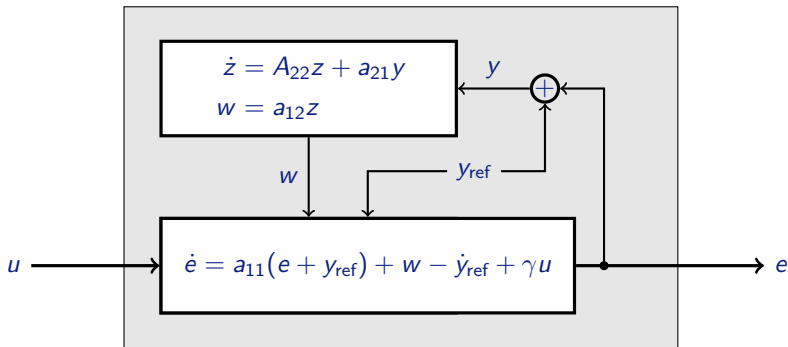 ż = A₂₂z + a₂₁y
w = a₁₂z
y
+
w
y_ref
u
ė = a₁₁(e + y_ref) + w − ẏ_ref + γu
e